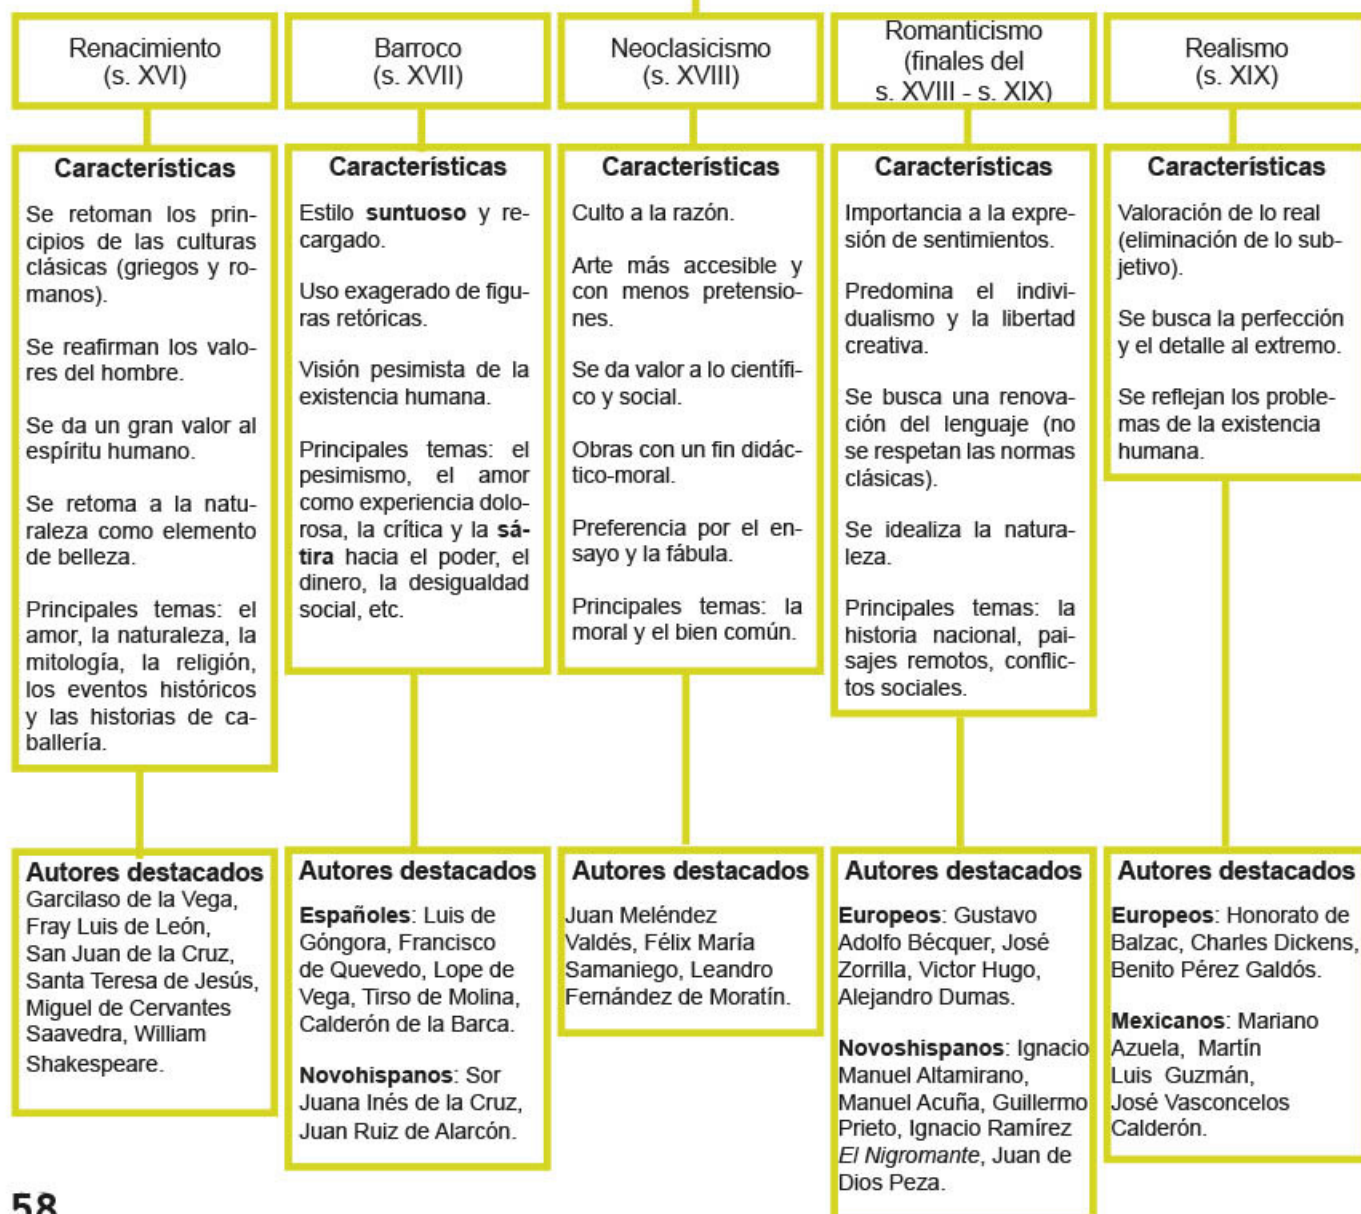 Renacimiento
(s. XVI)
Barroco
(s. XVII)
Neoclasicismo
(s. XVIII)
Romanticismo
(finales del
s. XVIII - s. XIX)
Realismo
(s. XIX)
Características
Se retoman los prin-
cipios de las culturas
clásicas (griegos y ro-
manos).
Se reafirman los valo-
res del hombre.
Se da un gran valor al
espíritu humano.
Se retoma a la natu-
raleza como elemento
de belleza.
Principales temas: el
amor, la naturaleza, la
mitología, la religión,
los eventos históricos
y las historias de ca-
ballería.
Características
Estilo suntuoso y re-
cargado.
Uso exagerado de figu-
ras retóricas.
Visión pesimista de la
existencia humana.
Principales temas: el
pesimismo, el amor
como experiencia dolo-
rosa, la crítica y la sá-
tira hacia el poder, el
dinero, la desigualdad
social, etc.
Características
Culto a la razón.
Arte más accesible y
con menos pretensio-
nes.
Se da valor a lo científi-
co y social.
Obras con un fin didác-
tico-moral.
Preferencia por el en-
sayo y la fábula.
Principales temas: la
moral y el bien común.
Características
Importancia a la expre-
sión de sentimientos.
Predomina el indivi-
dualismo y la libertad
creativa.
Se busca una renova-
ción del lenguaje (no
se respetan las normas
clásicas).
Se idealiza la natura-
leza.
Principales temas: la
historia nacional, pai-
sajes remotos, conflic-
tos sociales.
Características
Valoración de lo real
(eliminación de lo sub-
jetivo).
Se busca la perfección
y el detalle al extremo.
Se reflejan los proble-
mas de la existencia
humana.
Autores destacados
Garcilaso de la Vega,
Fray Luis de León,
San Juan de la Cruz,
Santa Teresa de Jesús,
Miguel de Cervantes
Saavedra, William
Shakespeare.
Autores destacados
Españoles: Luis de
Góngora, Francisco
de Quevedo, Lope de
Vega, Tirso de Molina,
Calderón de la Barca.
Novohispanos: Sor
Juana Inés de la Cruz,
Juan Ruiz de Alarcón.
Autores destacados
Juan Meléndez
Valdés, Félix María
Samaniego, Leandro
Fernández de Moratín.
Autores destacados
Europeos: Gustavo
Adolfo Bécquer, José
Zorrilla, Victor Hugo,
Alejandro Dumas.
Novoshispanos: Ignacio
Manuel Altamirano,
Manuel Acuña, Guillermo
Prieto, Ignacio Ramírez
El Nigromante, Juan de
Dios Peza.
Autores destacados
Europeos: Honorato de
Balzac, Charles Dickens,
Benito Pérez Galdós.
Mexicanos: Mariano
Azuela, Martín
Luis Guzmán,
José Vasconcelos
Calderón.
58